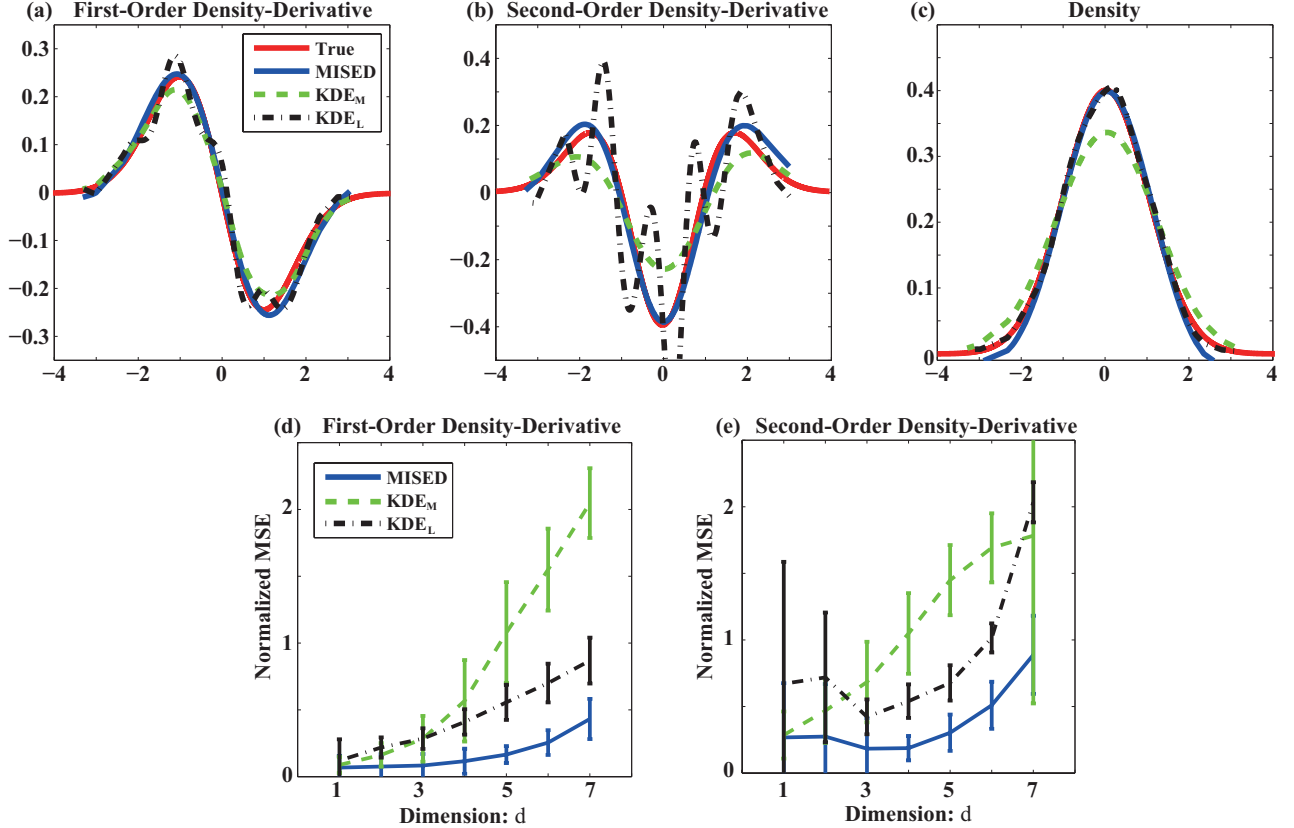 (a) First-Order Density-Derivative
0.3
0.2
0.1
0
−0.1
−0.2
−0.3
−4 −2 0 2 4
True
MISED
KDE_M
KDE_L
(b) Second-Order Density-Derivative
0.4
0.2
0
−0.2
−0.4
−4 −2 0 2 4
(c) Density
0.4
0.3
0.2
0.1
0
−4 −2 0 2 4
(d) First-Order Density-Derivative
Normalized MSE
2
1
0
1 3 5 7
Dimension: d
MISED
KDE_M
KDE_L
(e) Second-Order Density-Derivative
Normalized MSE
2
1
0
1 3 5 7
Dimension: d